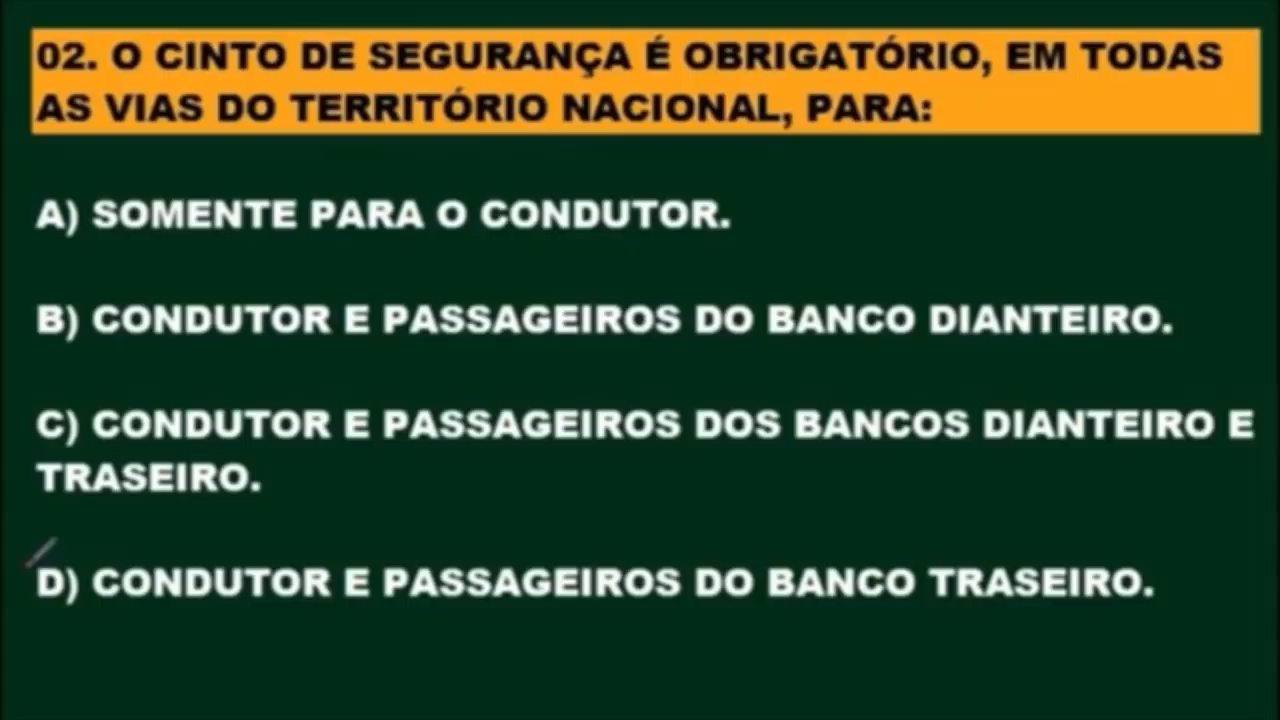 02. O CINTO DE SEGURANÇA É OBRIGATÓRIO, EM TODAS
AS VIAS DO TERRITÓRIO NACIONAL, PARA:
A) SOMENTE PARA O CONDUTOR.
B) CONDUTOR E PASSAGEIROS DO BANCO DIANTEIRO.
C) CONDUTOR E PASSAGEIROS DOS BANCOS DIANTEIRO E
TRASEIRO.
D) CONDUTOR E PASSAGEIROS DO BANCO TRASEIRO.